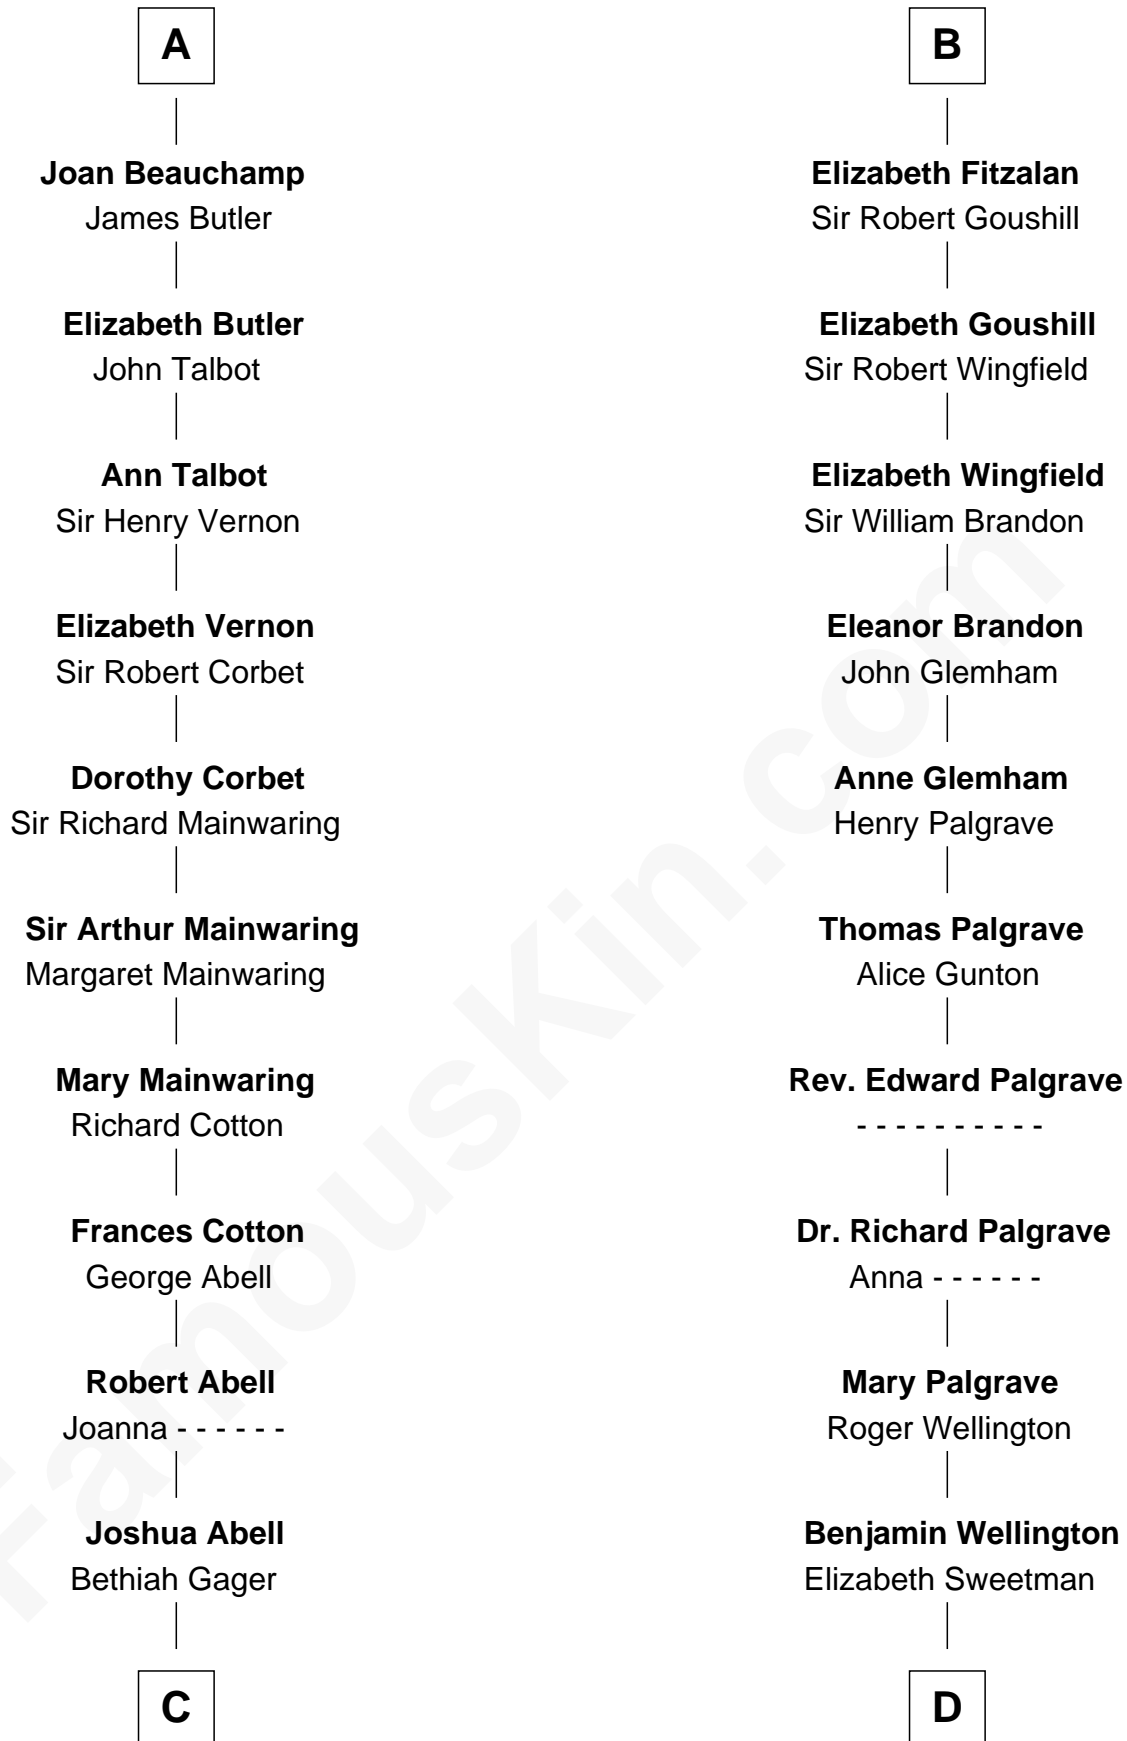 A
Joan Beauchamp
James Butler
Elizabeth Butler
John Talbot
Ann Talbot
Sir Henry Vernon
Elizabeth Vernon
Sir Robert Corbet
Dorothy Corbet
Sir Richard Mainwaring
Sir Arthur Mainwaring
Margaret Mainwaring
Mary Mainwaring
Richard Cotton
Frances Cotton
George Abell
Robert Abell
Joanna - - - - - -
Joshua Abell
Bethiah Gager
C
B
Elizabeth Fitzalan
Sir Robert Goushill
Elizabeth Goushill
Sir Robert Wingfield
Elizabeth Wingfield
Sir William Brandon
Eleanor Brandon
John Glemham
Anne Glemham
Henry Palgrave
Thomas Palgrave
Alice Gunton
Rev. Edward Palgrave
- - - - - - - - - -
Dr. Richard Palgrave
Anna - - - - - -
Mary Palgrave
Roger Wellington
Benjamin Wellington
Elizabeth Sweetman
D
FamousKin.com